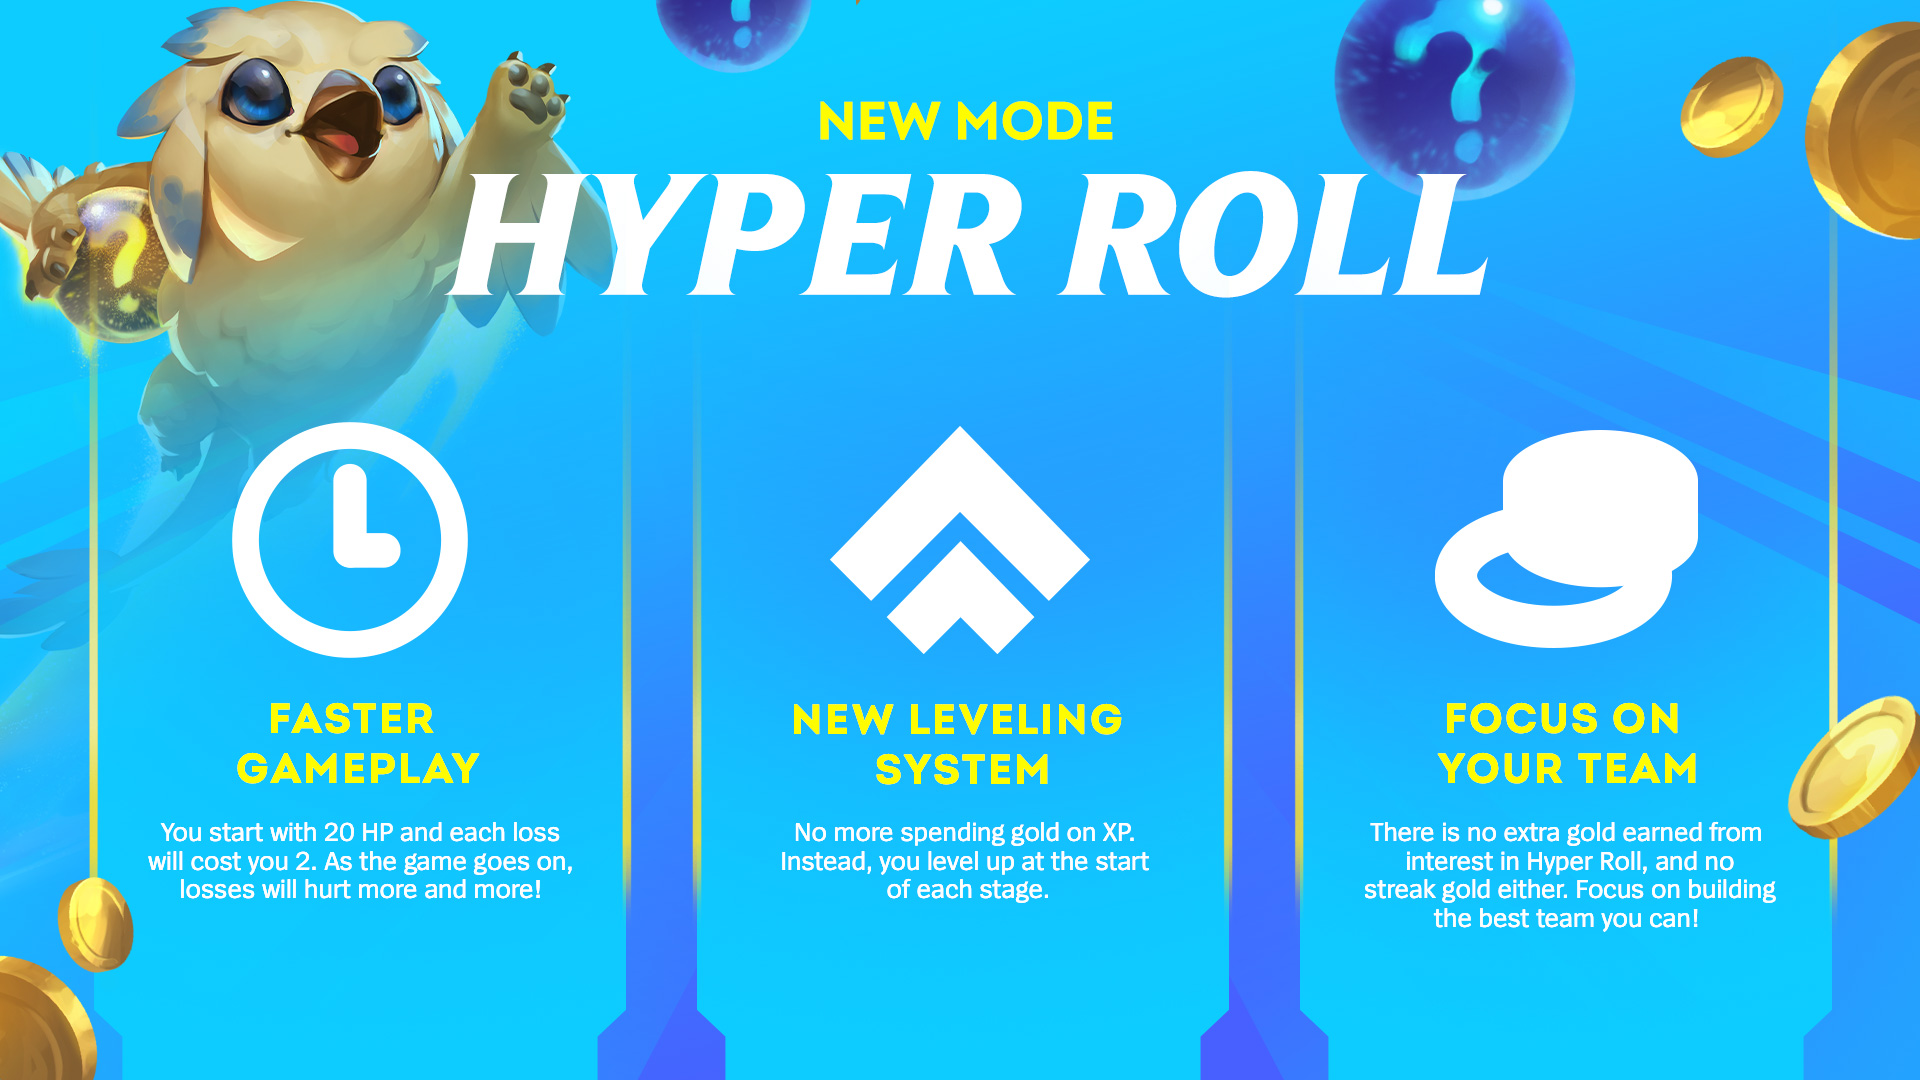 NEW MODE
HYPER ROLL
FASTER
GAMEPLAY
You start with 20 HP and each loss
will cost you 2. As the game goes on,
losses will hurt more and more!
NEW LEVELING
SYSTEM
No more spending gold on XP.
Instead, you level up at the start
of each stage.
FOCUS ON
YOUR TEAM
There is no extra gold earned from
interest in Hyper Roll, and no
streak gold either. Focus on building
the best team you can!